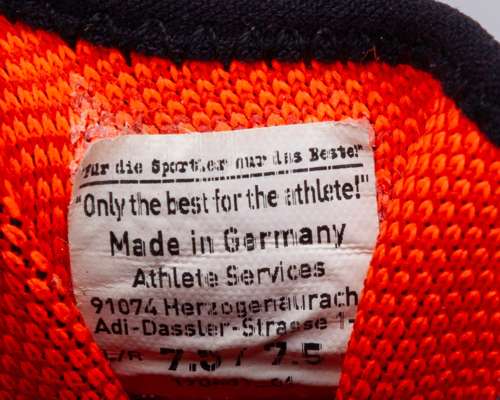 "Für die Sportler nur das Beste!"
"Only the best for the athlete!"
Made in Germany
Athlete Services
91074 Herzogenaurach
Adi-Dassler-Strasse 1-
L/R 7.5 / 7.5